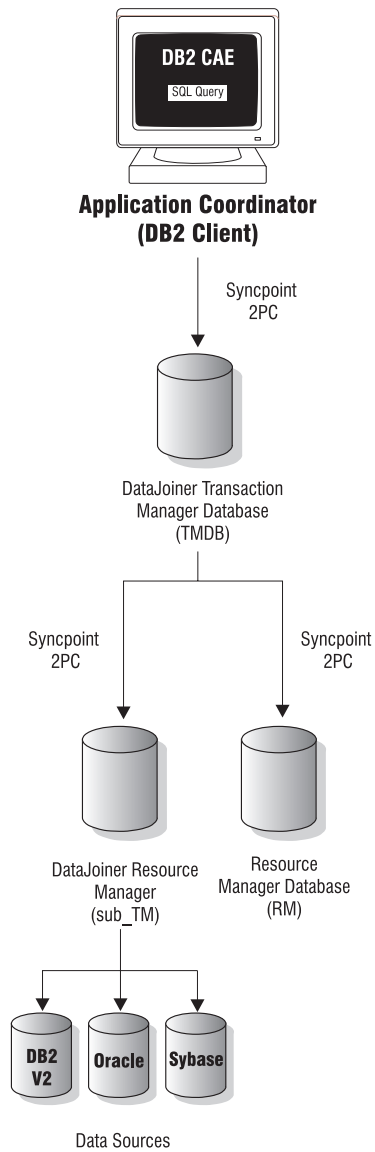 DB2 CAE
SQL Query
Application Coordinator
(DB2 Client)
Syncpoint
2PC
DataJoiner Transaction
Manager Database
(TMDB)
Syncpoint
2PC
Syncpoint
2PC
DataJoiner Resource
Manager
(sub_TM)
Resource
Manager Database
(RM)
DB2
V2
Oracle
Sybase
Data Sources